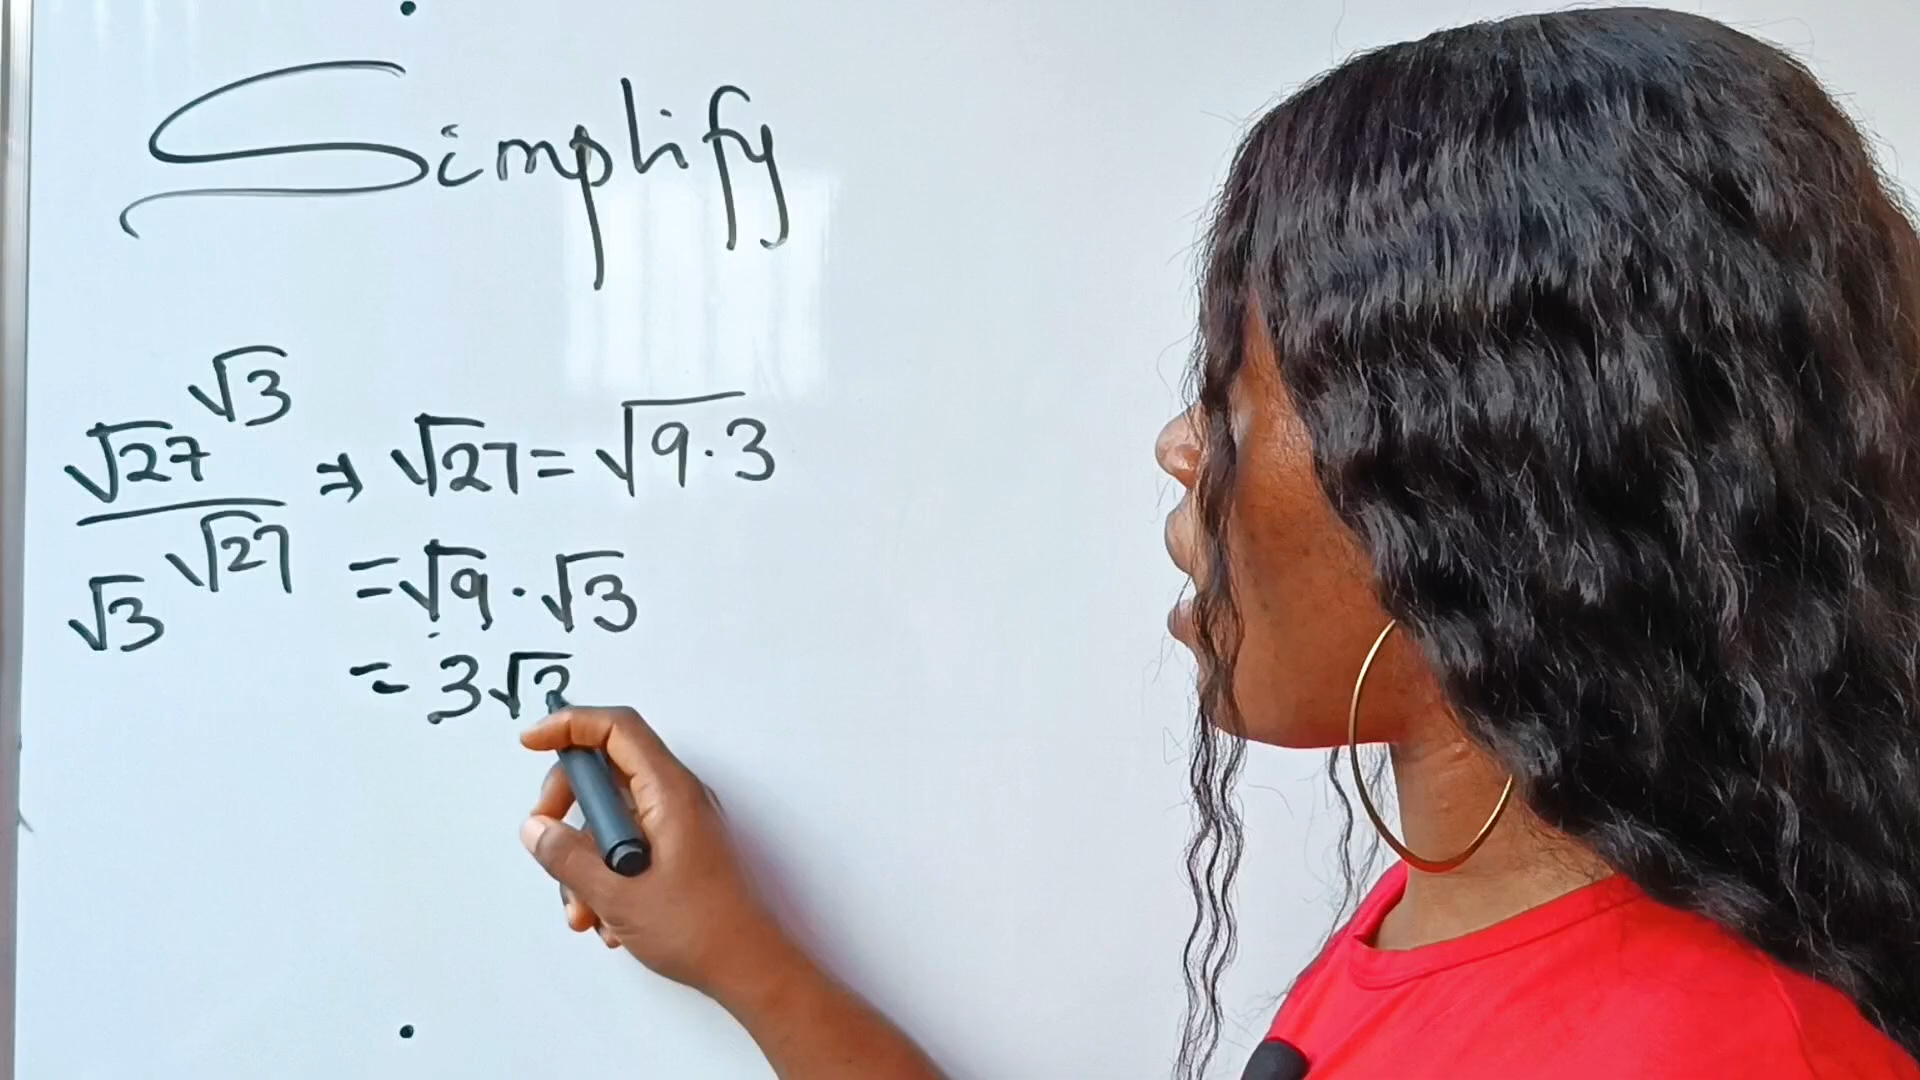 Simplify
√27^√3 / √3^√27 ⇒ √27 = √9·3
= √9 · √3
= 3√3